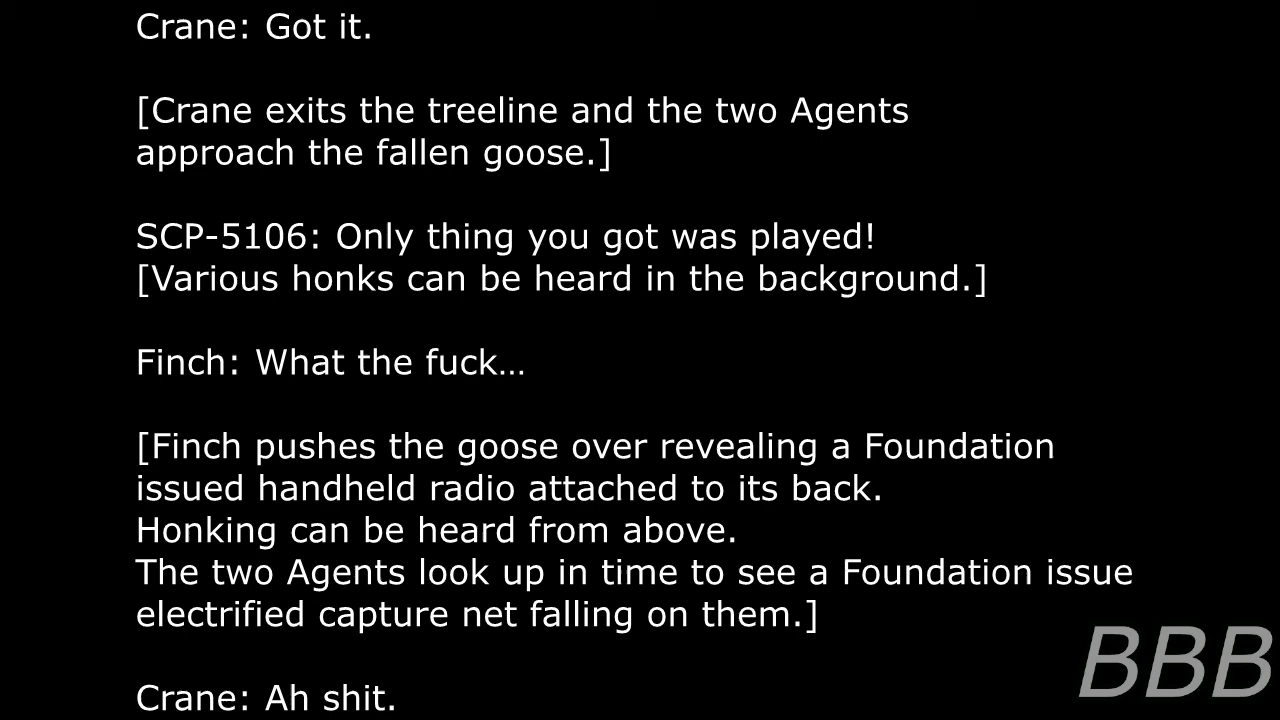 Crane: Got it.
[Crane exits the treeline and the two Agents
approach the fallen goose.]
SCP-5106: Only thing you got was played!
[Various honks can be heard in the background.]
Finch: What the fuck…
[Finch pushes the goose over revealing a Foundation
issued handheld radio attached to its back.
Honking can be heard from above.
The two Agents look up in time to see a Foundation issue
electrified capture net falling on them.]
Crane: Ah shit.
BBB